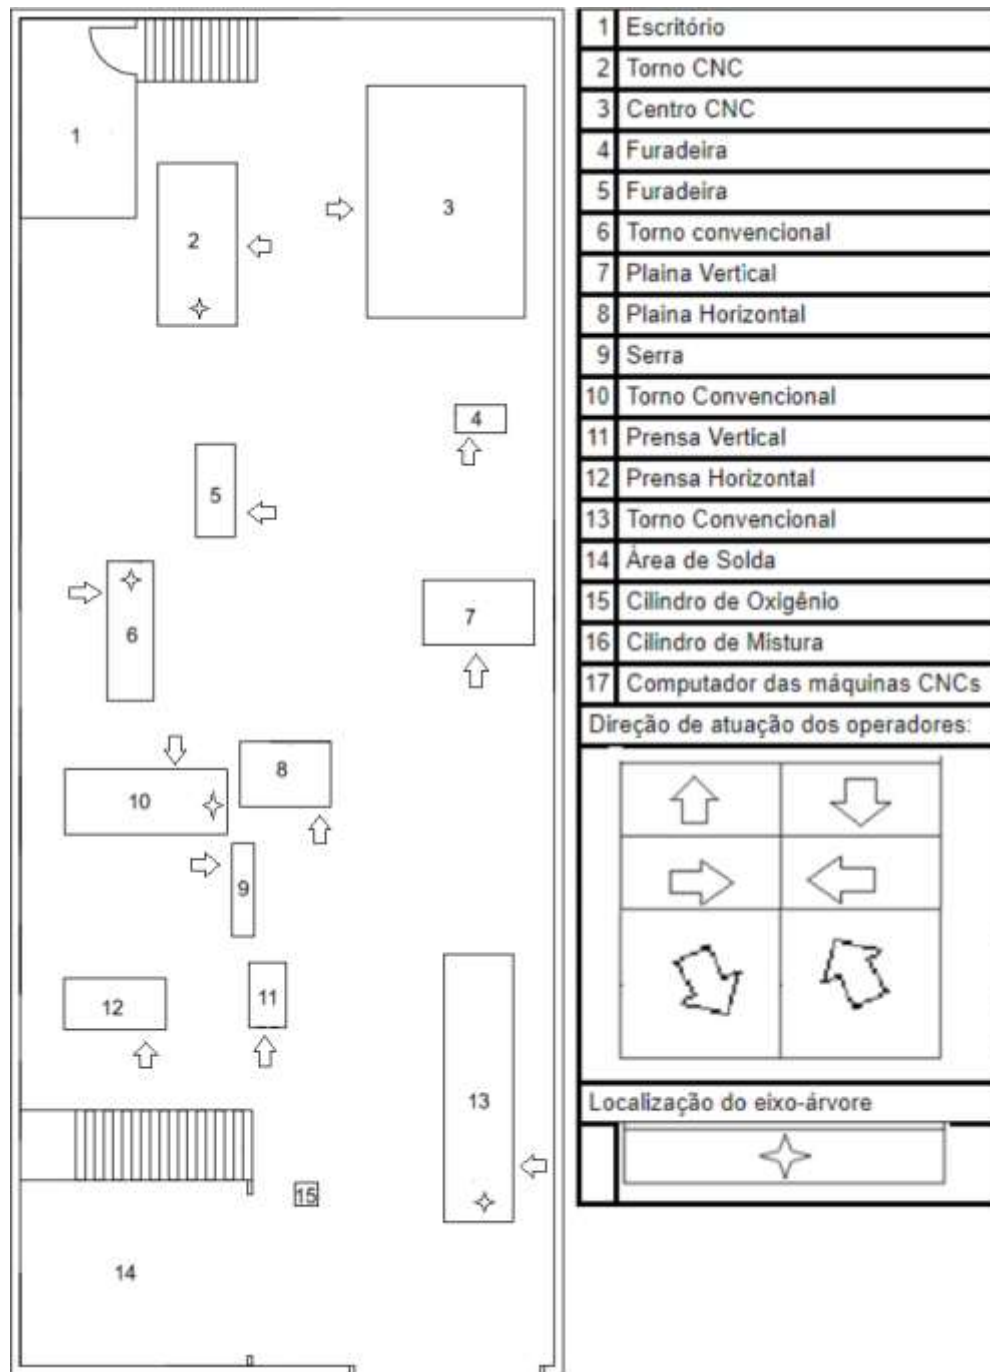 1
2
3
4
5
6
7
8
9
10
11
12
13
14
15
1 Escritório
2 Torno CNC
3 Centro CNC
4 Furadeira
5 Furadeira
6 Torno convencional
7 Plaina Vertical
8 Plaina Horizontal
9 Serra
10 Torno Convencional
11 Prensa Vertical
12 Prensa Horizontal
13 Torno Convencional
14 Área de Solda
15 Cilindro de Oxigênio
16 Cilindro de Mistura
17 Computador das máquinas CNCs
Direção de atuação dos operadores:
Localização do eixo-árvore